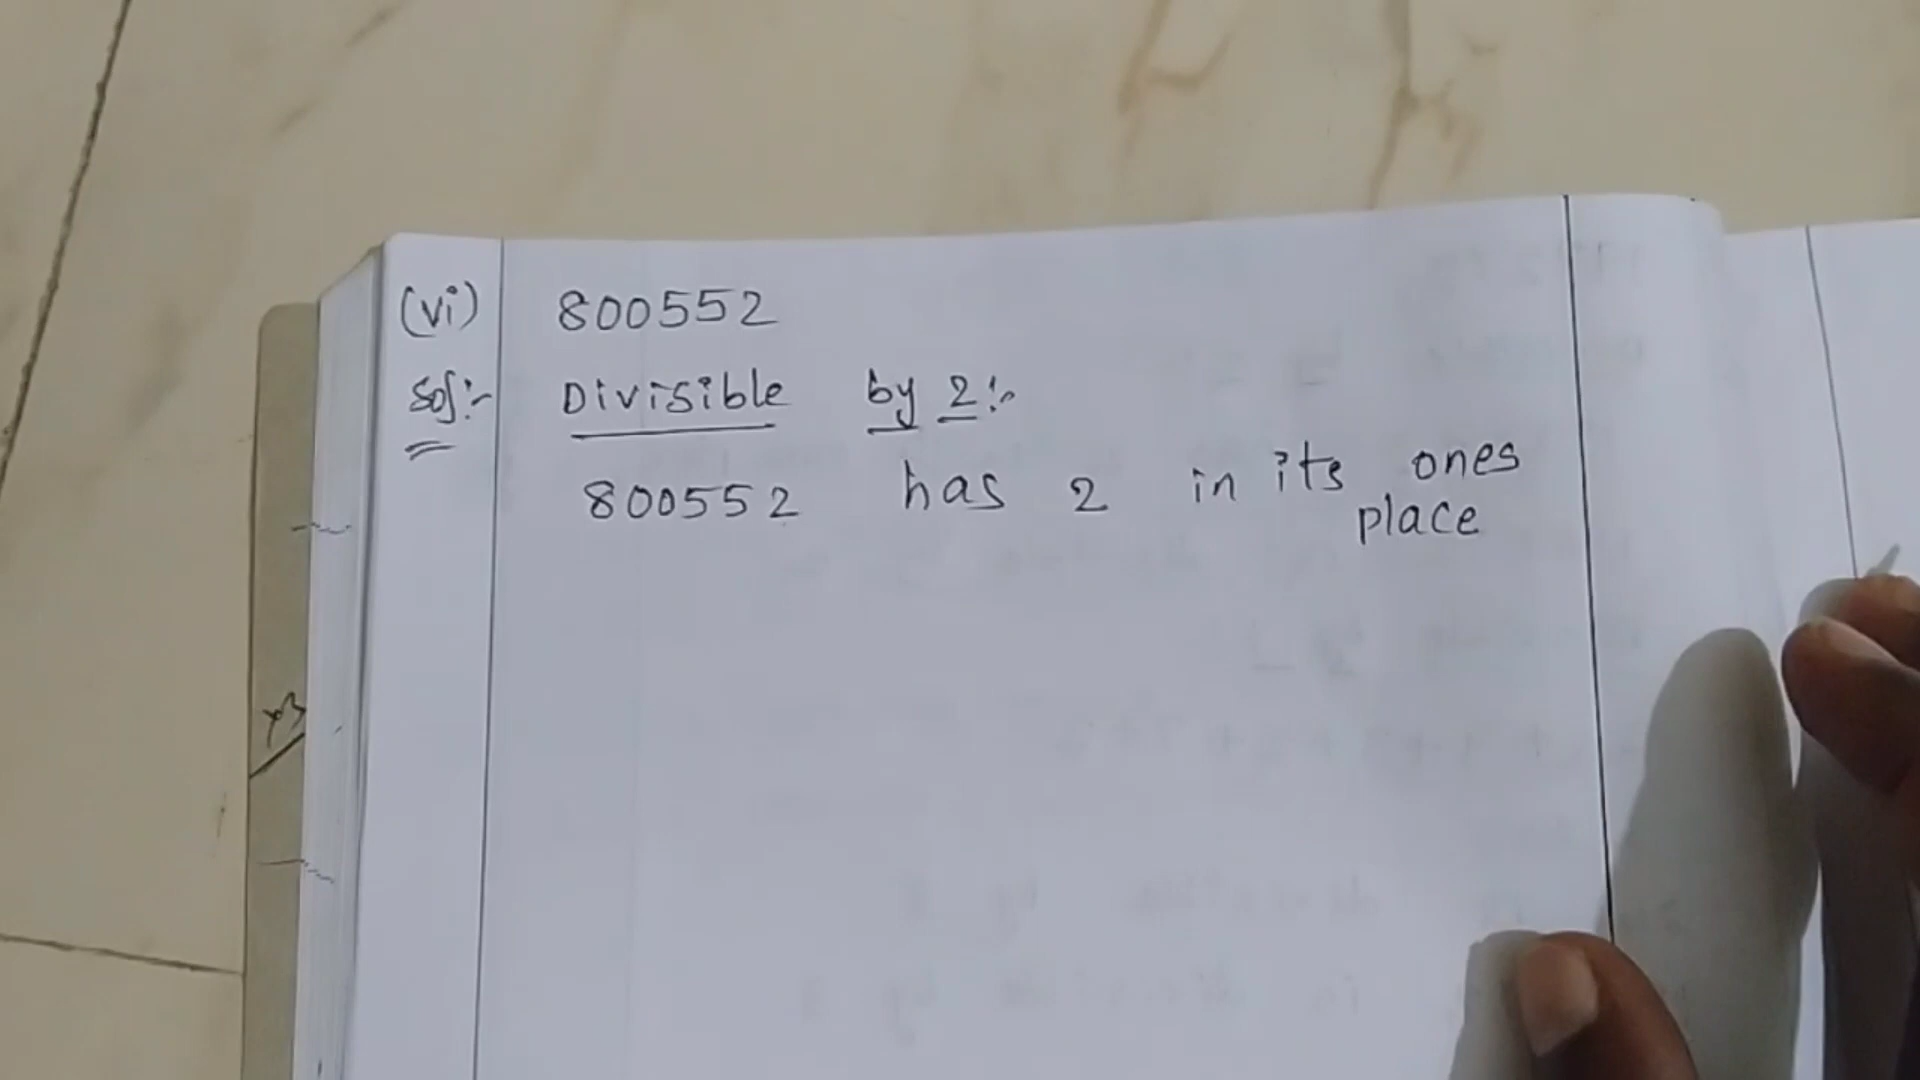 (vi) 800552
Sol:- Divisible by 2:-
800552 has 2 in its ones
place